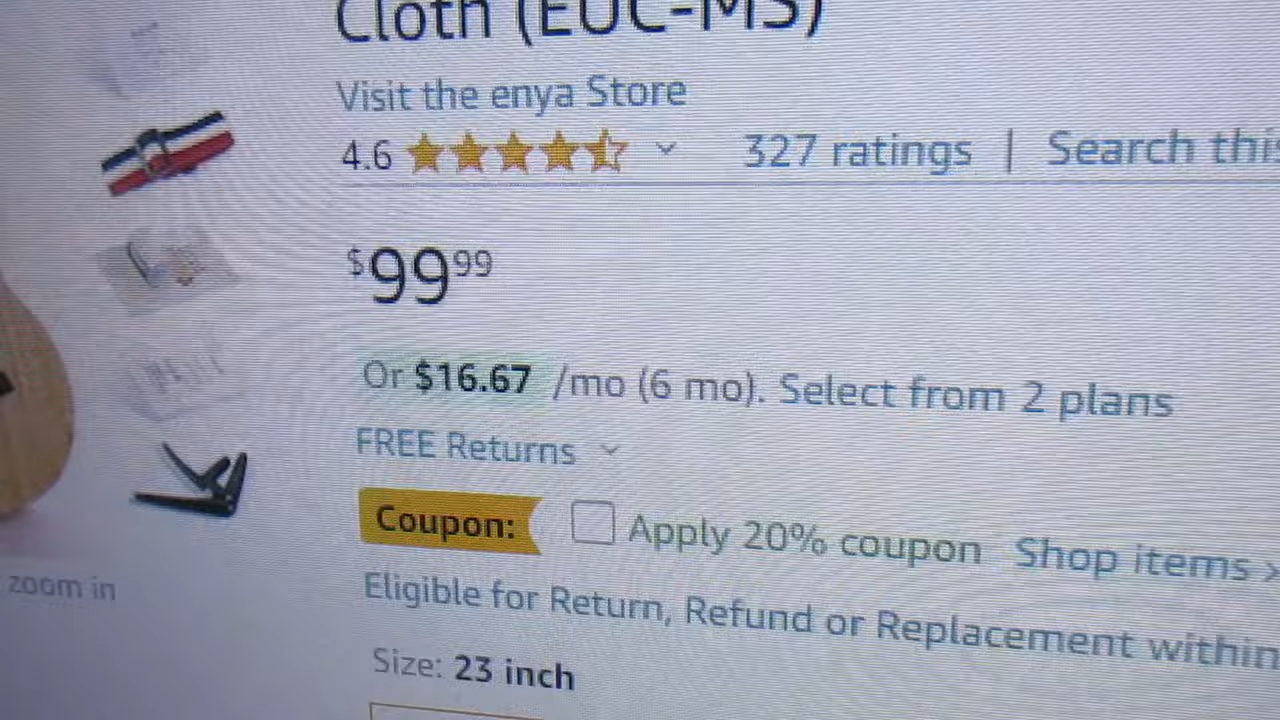 Cloth (EUC-MS)
Visit the enya Store
4.6 327 ratings | Search this
$99.99
Or $16.67 /mo (6 mo). Select from 2 plans
FREE Returns
Coupon: Apply 20% coupon Shop items >
Eligible for Return, Refund or Replacement within
zoom in
Size: 23 inch